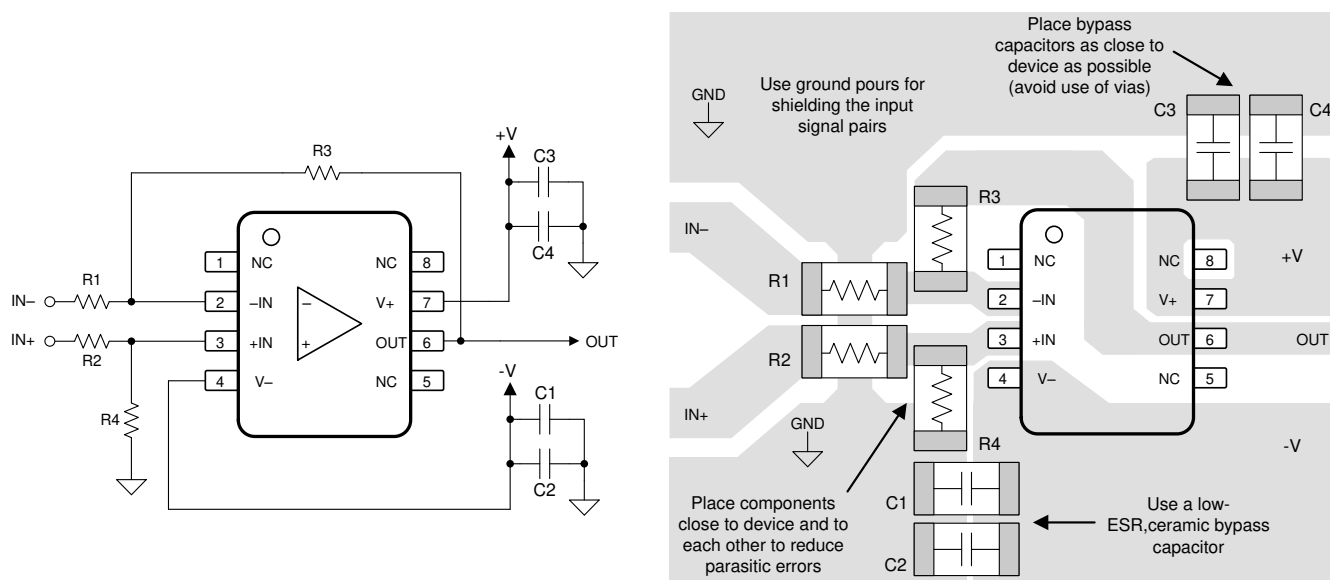 +V
C3
R3
C4
1
NC
NC
8
R1
IN–
2
–IN
–
V+
7
IN+
R2
3
+IN
+
OUT
6
OUT
4
V–
NC
5
-V
C1
R4
C2
Place bypass
capacitors as close to
device as possible
(avoid use of vias)
Use ground pours for
shielding the input
signal pairs
GND
C3
C4
R3
IN–
R1
1
NC
NC
8
+V
2
–IN
V+
7
3
+IN
OUT
6
OUT
R2
4
V–
NC
5
IN+
GND
R4
-V
Place components
close to device and to
each other to reduce
parasitic errors
C1
C2
Use a low-
ESR,ceramic bypass
capacitor